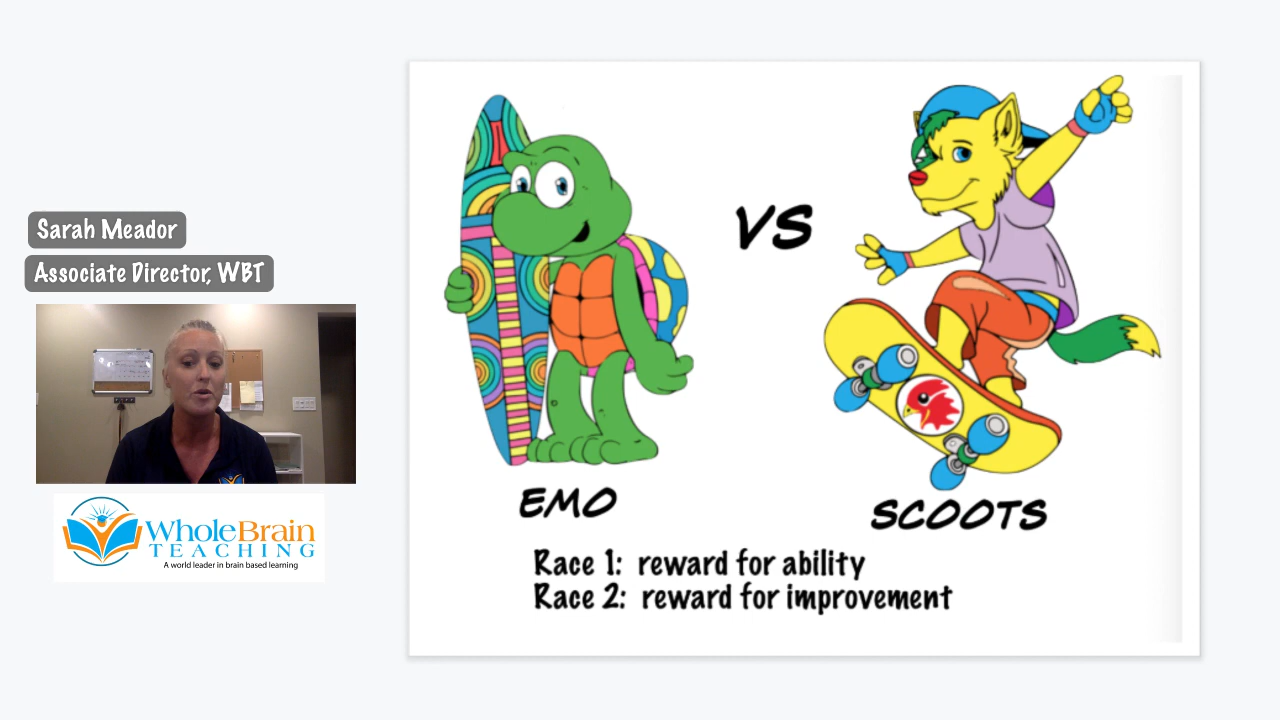 Sarah Meador
Associate Director, WBT
WholeBrain
TEACHING
A world leader in brain based learning
VS
EMO
SCOOTS
Race 1: reward for ability
Race 2: reward for improvement